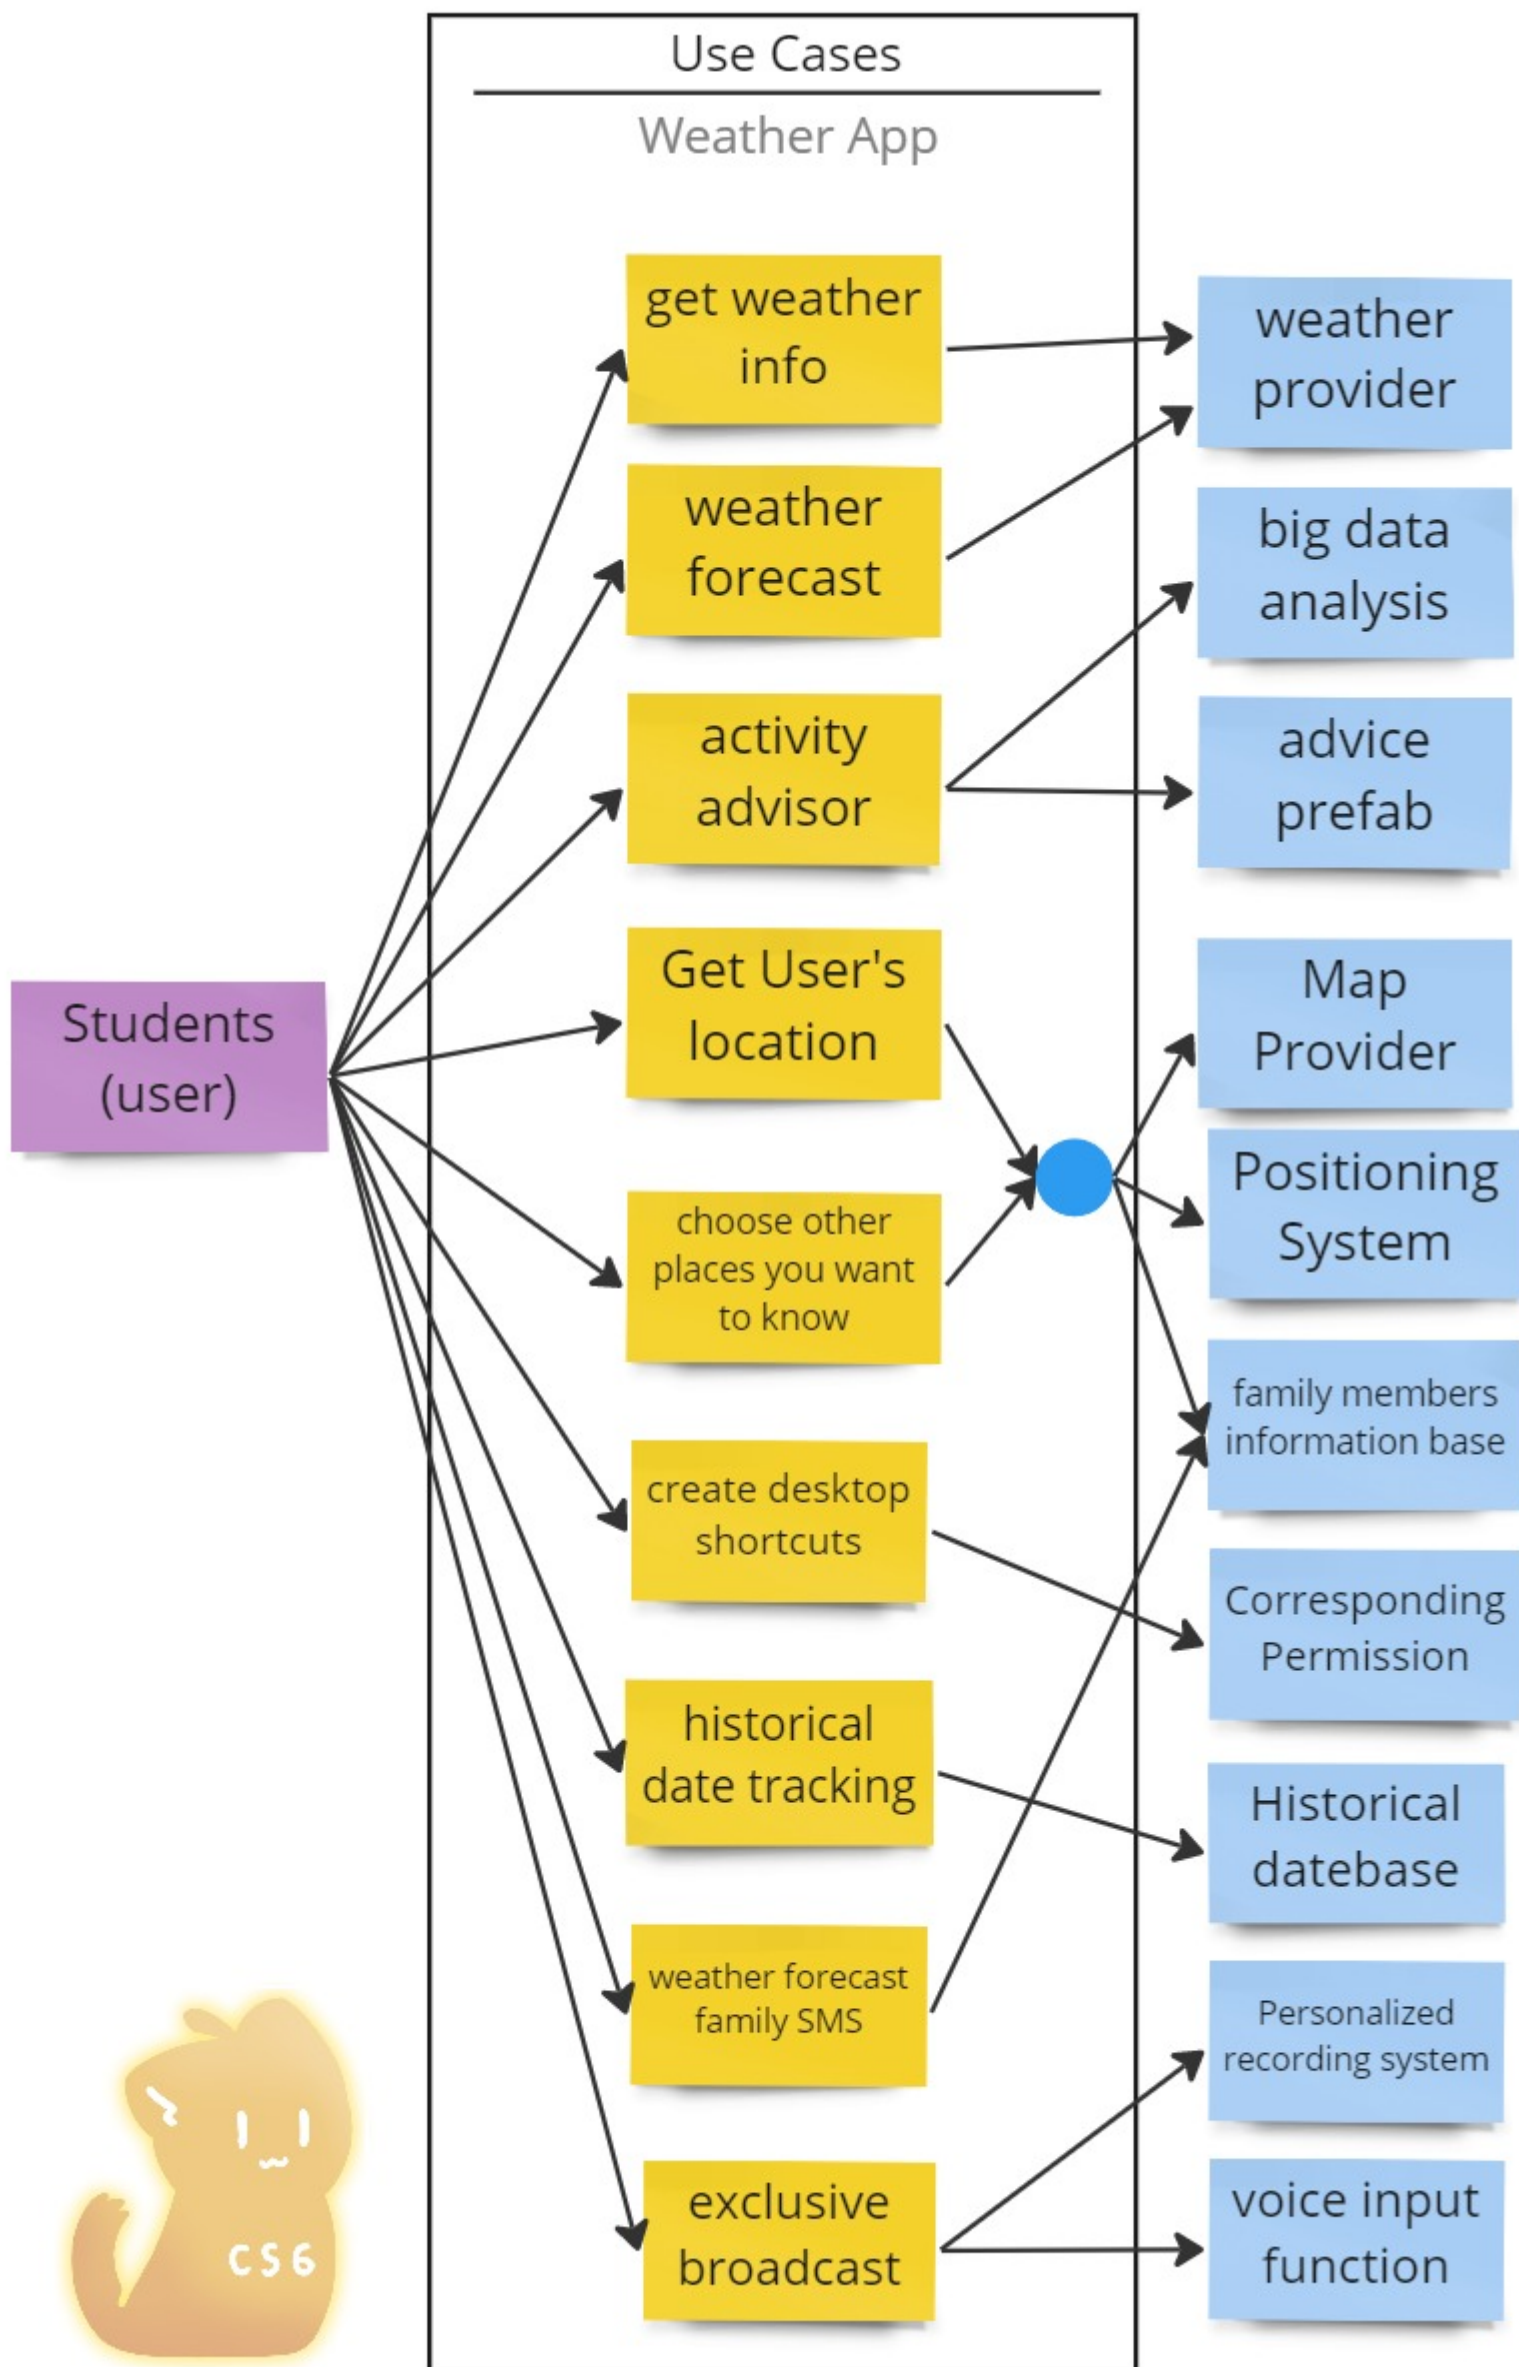 Use Cases
Weather App
get weather
info
weather
forecast
activity
advisor
Get User's
location
choose other
places you want
to know
create desktop
shortcuts
historical
date tracking
weather forecast
family SMS
exclusive
broadcast
Students
(user)
weather
provider
big data
analysis
advice
prefab
Map
Provider
Positioning
System
family members
information base
Corresponding
Permission
Historical
datebase
Personalized
recording system
voice input
function
CS6